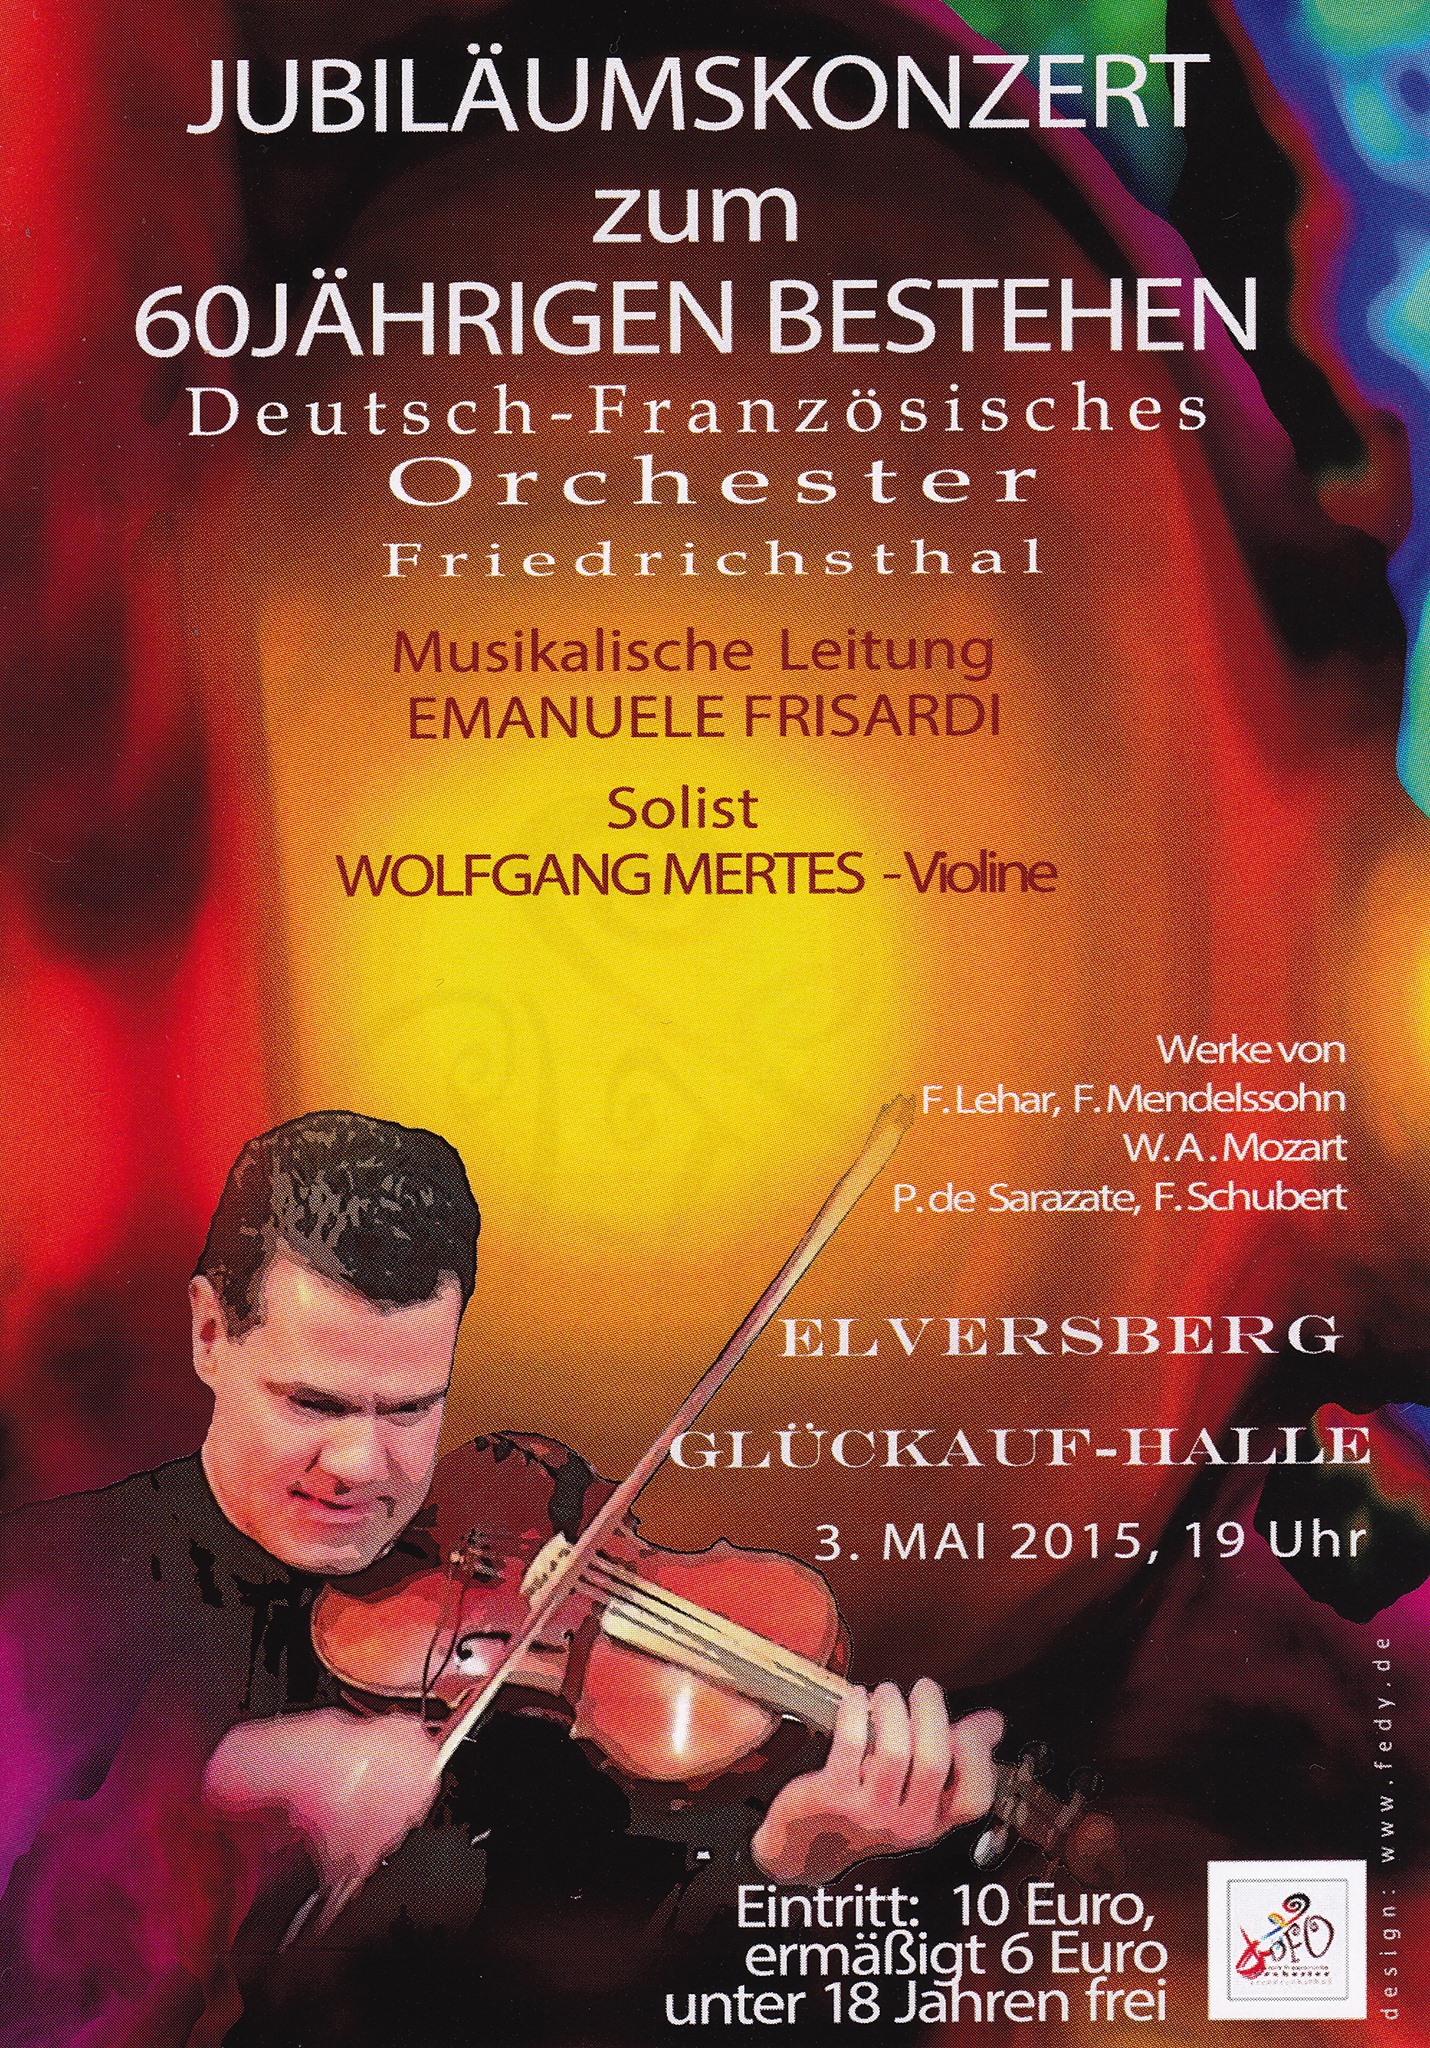 JUBILÄUMSKONZERT
zum
60JÄHRIGEN BESTEHEN
Deutsch-Französisches
Orchester
Friedrichsthal
Musikalische Leitung
EMANUELE FRISARDI
Solist
WOLFGANG MERTES - Violine
Werke von
F. Lehar, F. Mendelssohn
W. A. Mozart
P. de Sarazate, F. Schubert
ELVERSBERG
GLÜCKAUF-HALLE
3. MAI 2015, 19 Uhr
Eintritt: 10 Euro,
ermäßigt 6 Euro
unter 18 Jahren frei
DFO
design: www.fedy.de